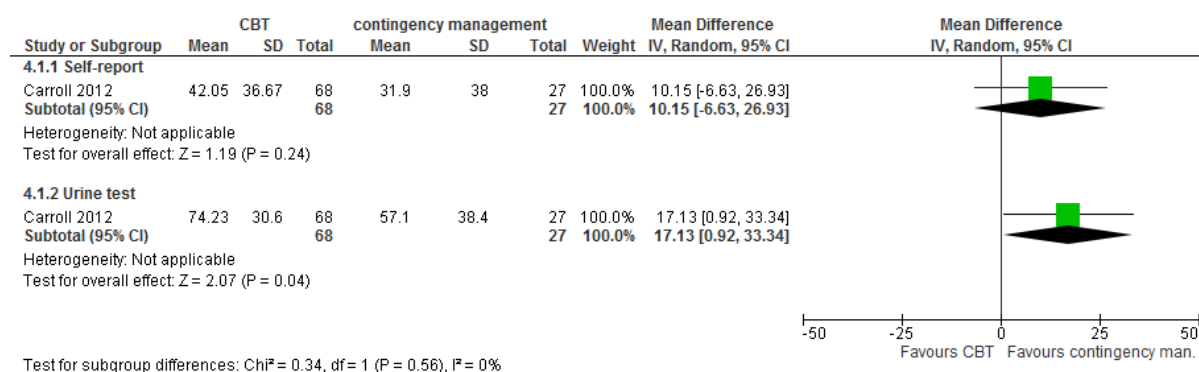 CBT contingency management Mean Difference Mean Difference
Study or Subgroup Mean SD Total Mean SD Total Weight IV, Random, 95% CI IV, Random, 95% CI
4.1.1 Self-report
Carroll 2012 42.05 36.67 68 31.9 38 27 100.0% 10.15 [-6.63, 26.93]
Subtotal (95% CI) 68 27 100.0% 10.15 [-6.63, 26.93]
Heterogeneity: Not applicable
Test for overall effect: Z = 1.19 (P = 0.24)
4.1.2 Urine test
Carroll 2012 74.23 30.6 68 57.1 38.4 27 100.0% 17.13 [0.92, 33.34]
Subtotal (95% CI) 68 27 100.0% 17.13 [0.92, 33.34]
Heterogeneity: Not applicable
Test for overall effect: Z = 2.07 (P = 0.04)
-50 -25 0 25 50
Favours CBT Favours contingency man.
Test for subgroup differences: Chi² = 0.34, df = 1 (P = 0.56), I² = 0%